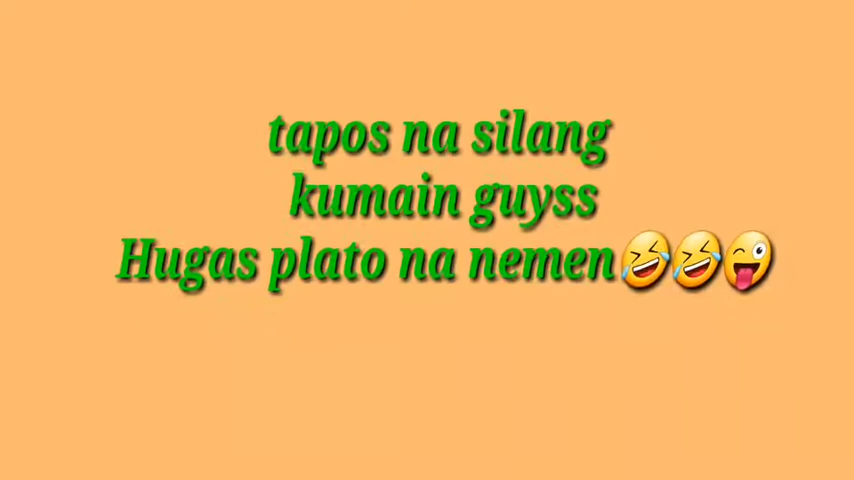 tapos na silang
kumain guyss
Hugas plato na nemen🤣🤣😜